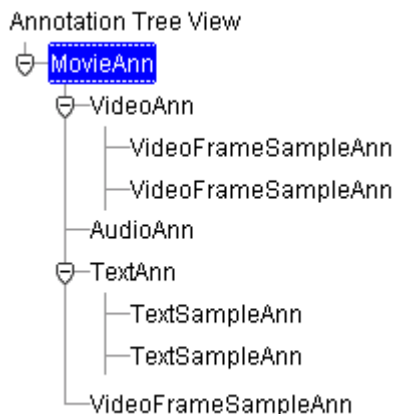 Annotation Tree View
MovieAnn
VideoAnn
VideoFrameSampleAnn
VideoFrameSampleAnn
AudioAnn
TextAnn
TextSampleAnn
TextSampleAnn
VideoFrameSampleAnn